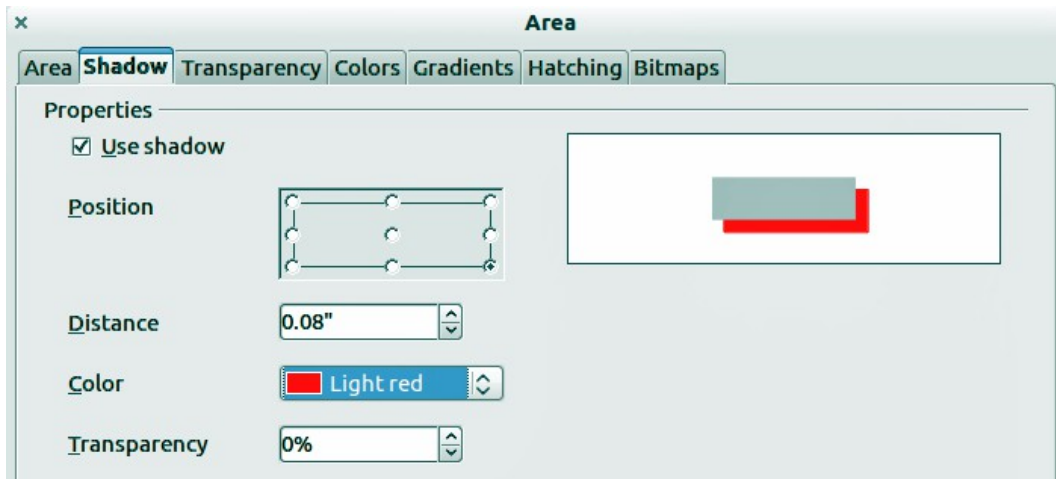 Area
Area Shadow Transparency Colors Gradients Hatching Bitmaps
Properties
Use shadow
Position
Distance 0.08"
Color Light red
Transparency 0%